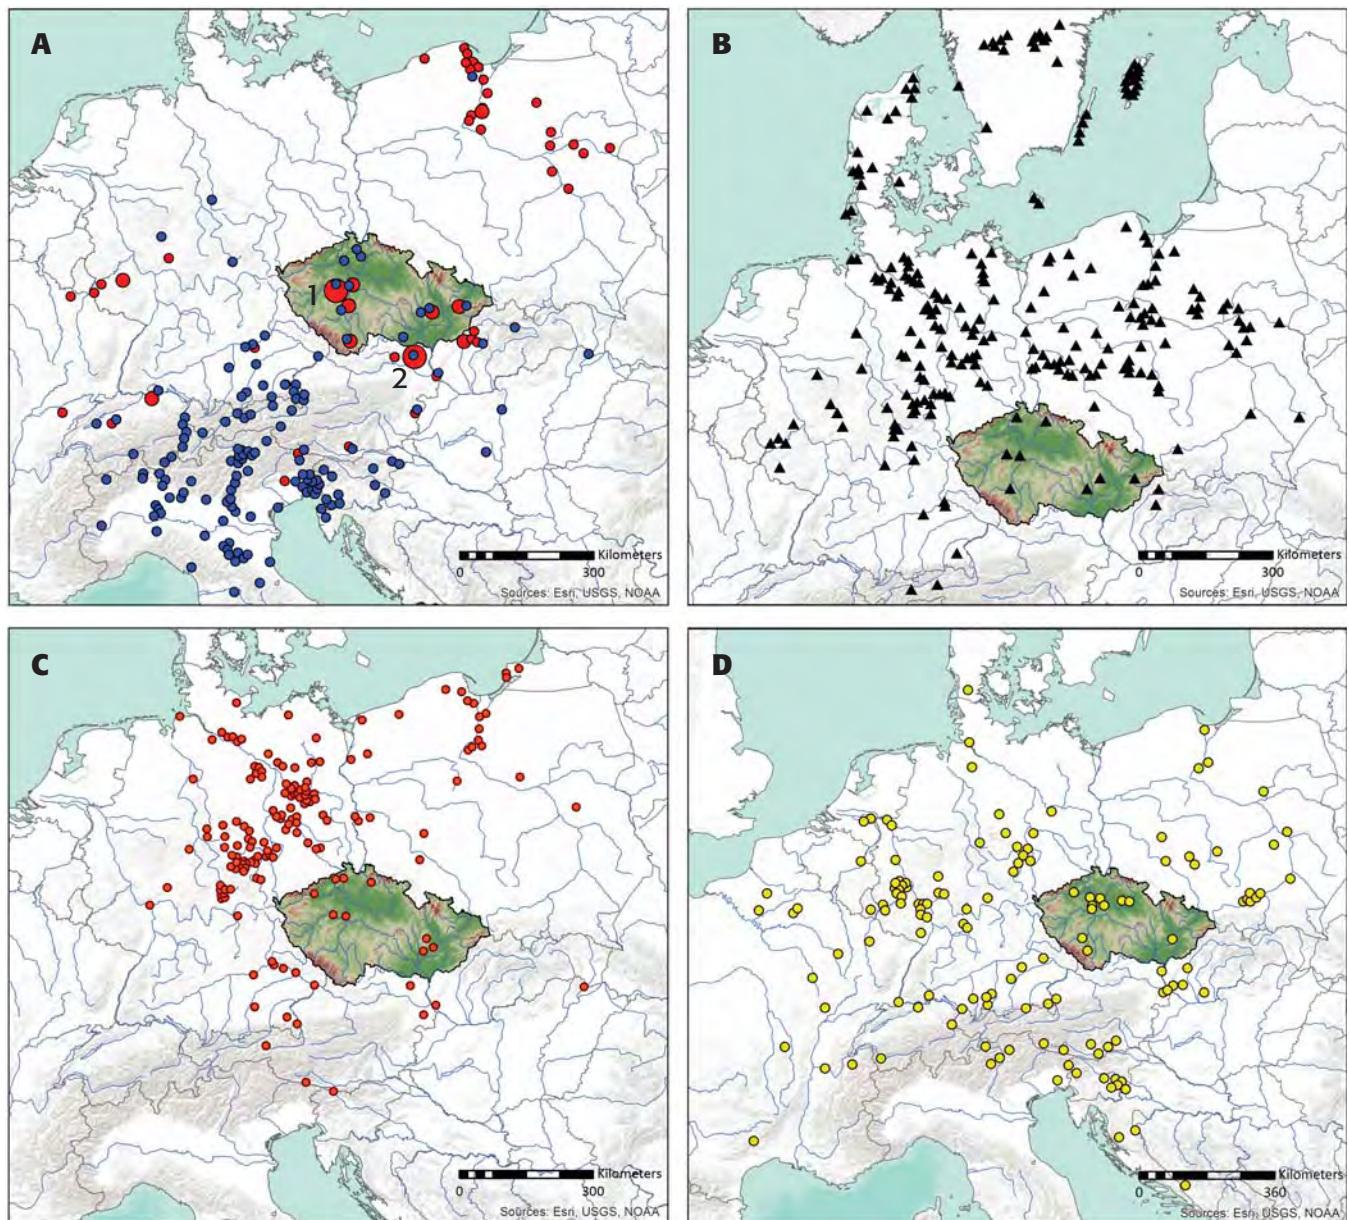 A
1
2
Kilometers
0 300
Sources: Esri, USGS, NOAA
B
Kilometers
0 300
Sources: Esri, USGS, NOAA
C
Kilometers
0 300
Sources: Esri, USGS, NOAA
D
Kilometers
0 360
Sources: Esri, USGS, NOAA